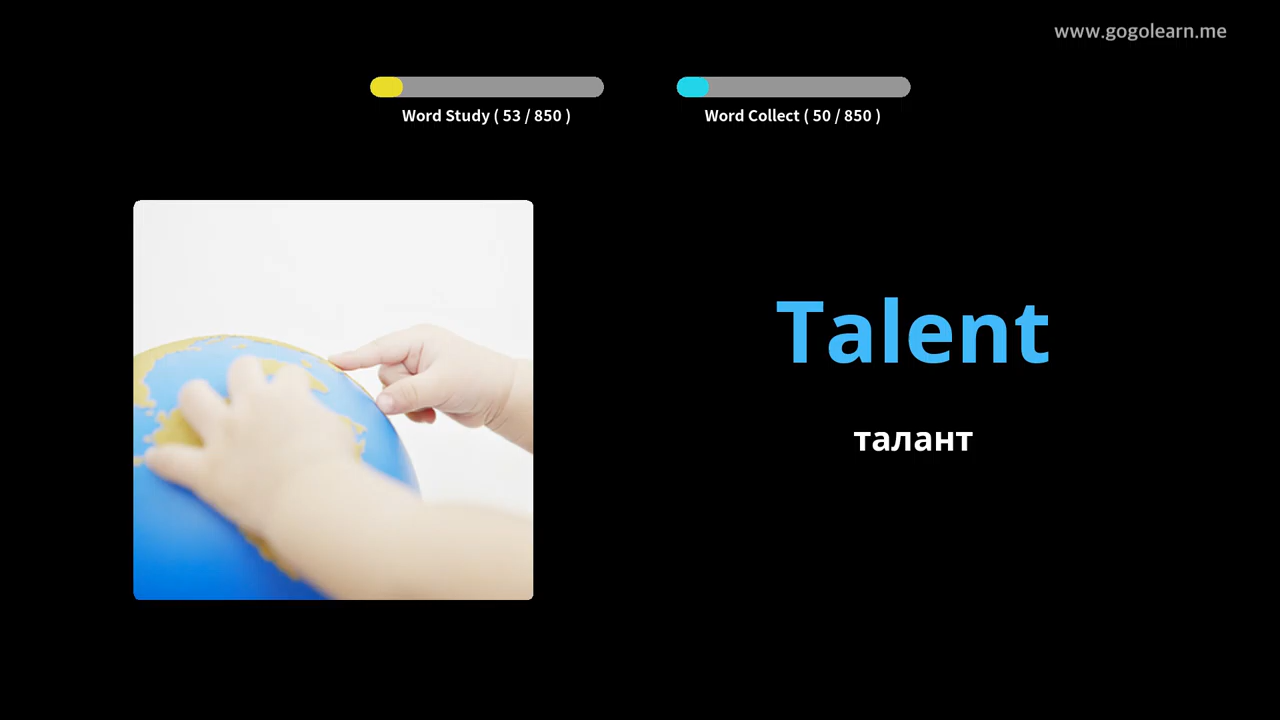 www.gogolearn.me
Word Study ( 53 / 850 )
Word Collect ( 50 / 850 )
Talent
талант